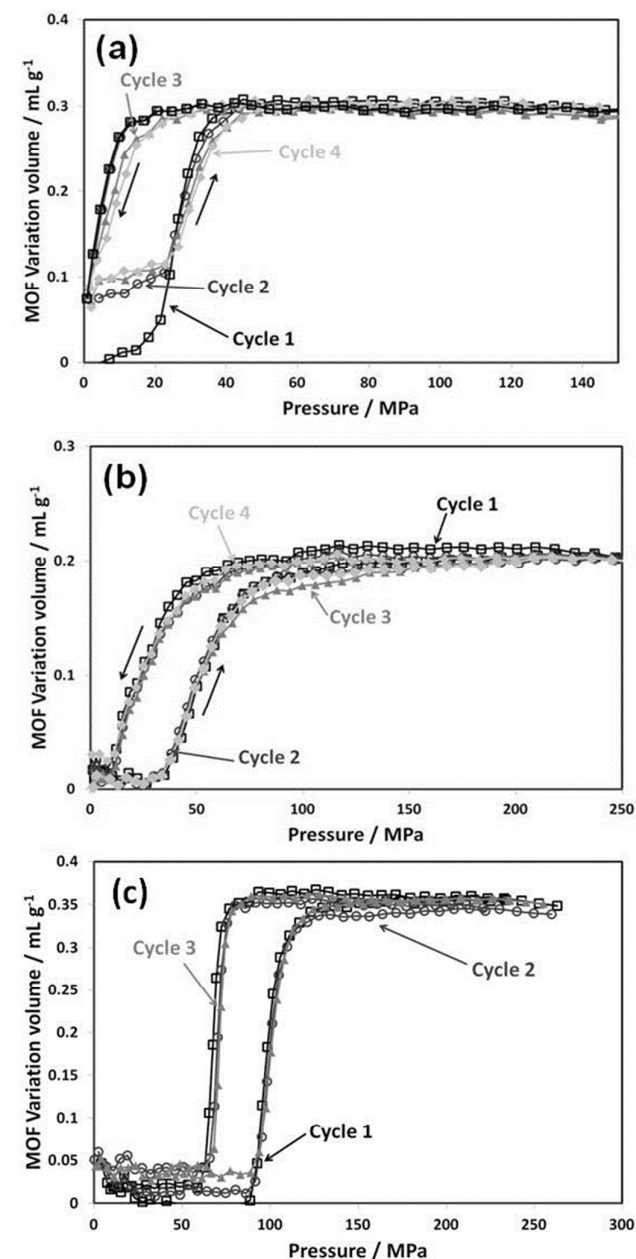 (a)
MOF Variation volume / mL g-1
0.4
0.3
0.2
0.1
0
Cycle 3
Cycle 4
Cycle 2
Cycle 1
0 20 40 60 80 100 120 140
Pressure / MPa
(b)
MOF Variation volume / mL g-1
0.3
0.2
0.1
0
Cycle 4
Cycle 1
Cycle 3
Cycle 2
0 50 100 150 200 250
Pressure / MPa
(c)
MOF Variation volume / mL g-1
0.4
0.35
0.3
0.25
0.2
0.15
0.1
0.05
0
Cycle 3
Cycle 2
Cycle 1
0 50 100 150 200 250 300
Pressure / MPa